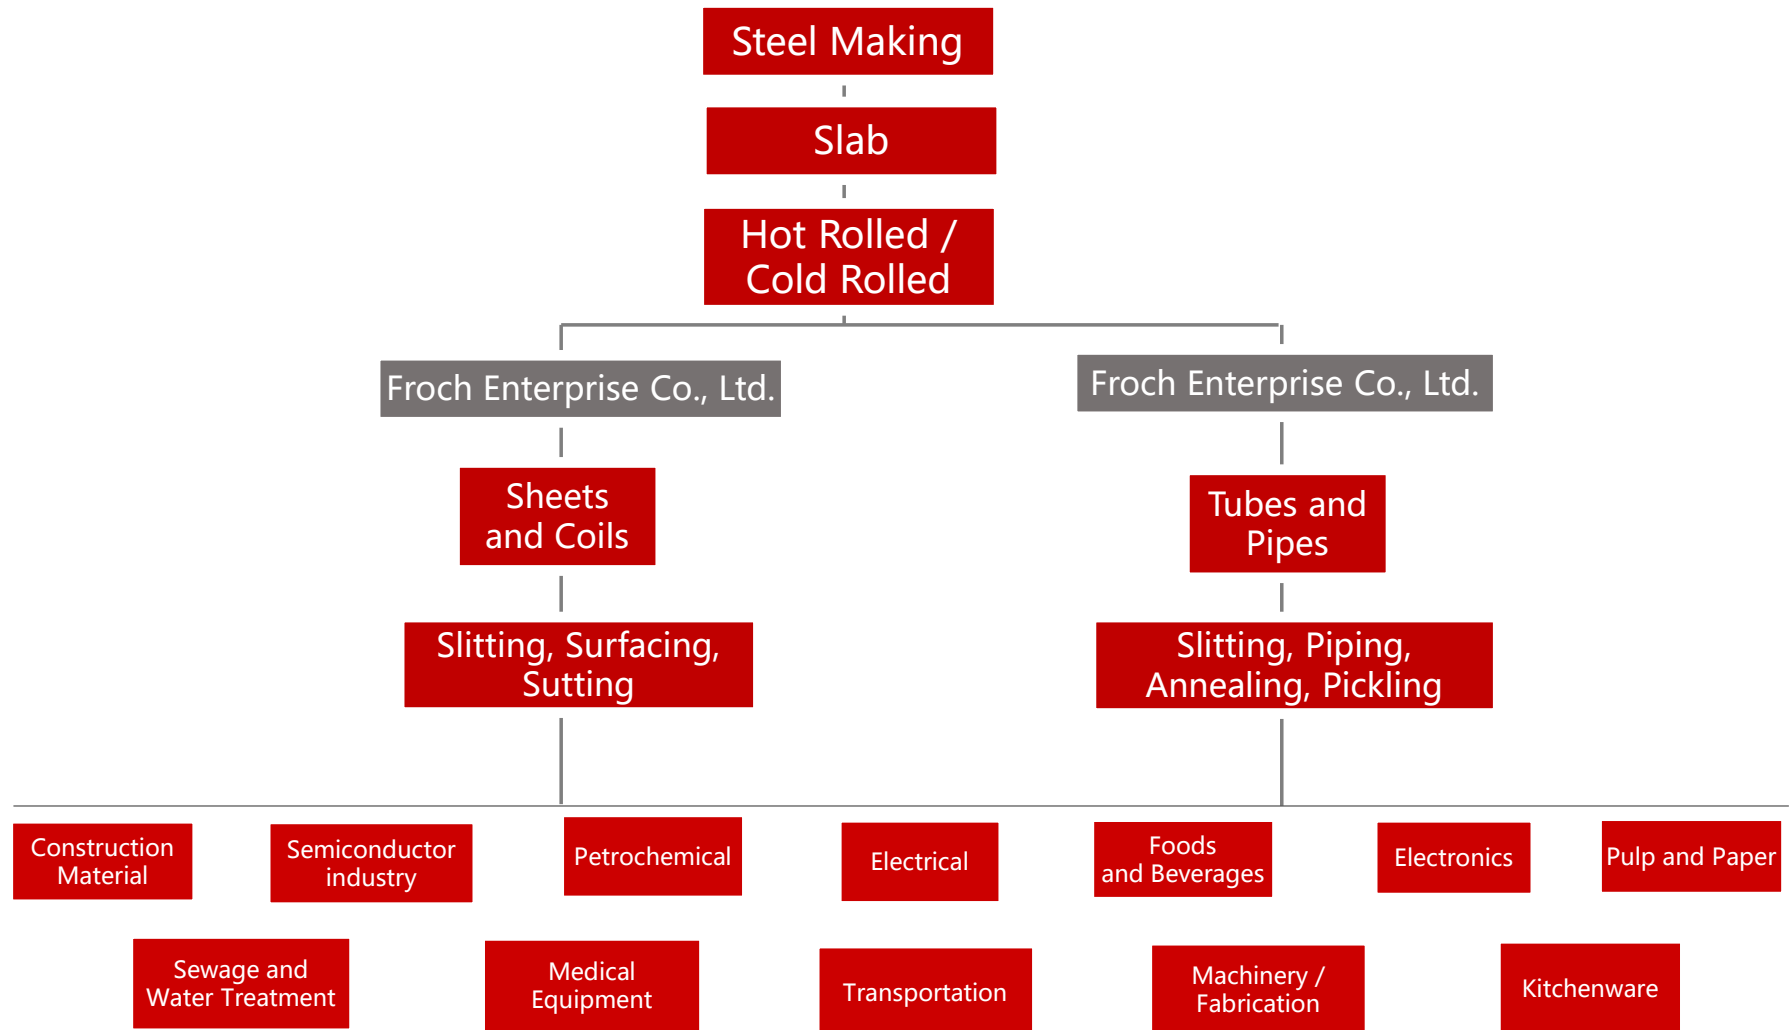 Steel Making
Slab
Hot Rolled /
Cold Rolled
Froch Enterprise Co., Ltd.
Froch Enterprise Co., Ltd.
Sheets
and Coils
Tubes and
Pipes
Slitting, Surfacing,
Sutting
Slitting, Piping,
Annealing, Pickling
Construction
Material
Semiconductor
industry
Petrochemical
Electrical
Foods
and Beverages
Electronics
Pulp and Paper
Sewage and
Water Treatment
Medical
Equipment
Transportation
Machinery /
Fabrication
Kitchenware